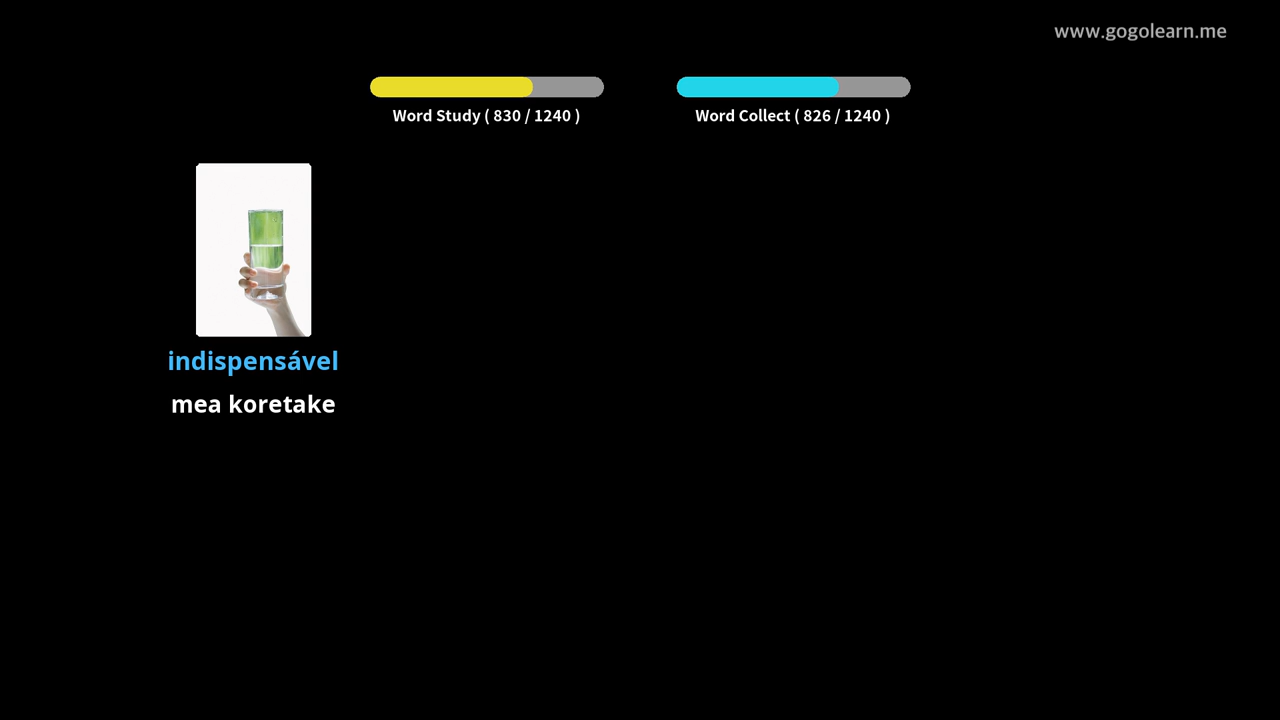 www.gogolearn.me
Word Study ( 830 / 1240 )
Word Collect ( 826 / 1240 )
indispensável
mea koretake